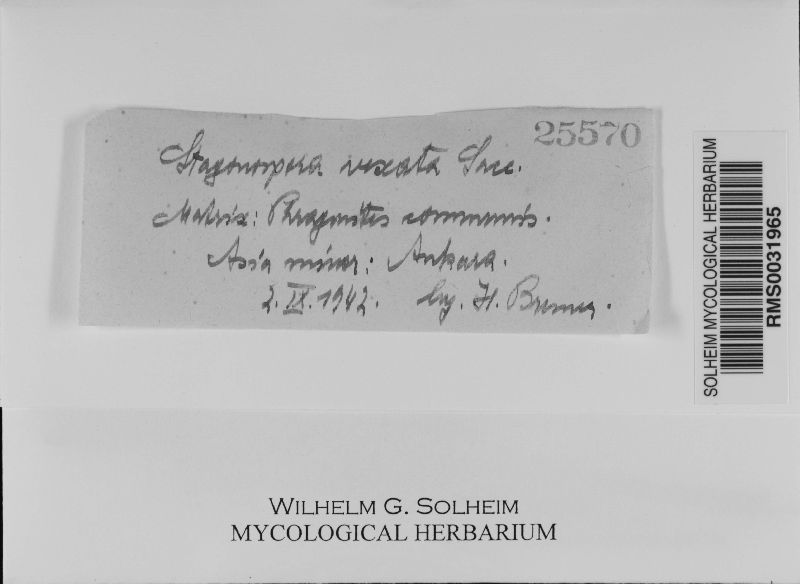 25570
Stagonospora vexata Sacc.
Matrix: Phragmites communis.
Asia minor: Ankara.
2. IX. 1942. leg. H. Bremer.
SOLHEIM MYCOLOGICAL HERBARIUM
RMS0031965
WILHELM G. SOLHEIM
MYCOLOGICAL HERBARIUM